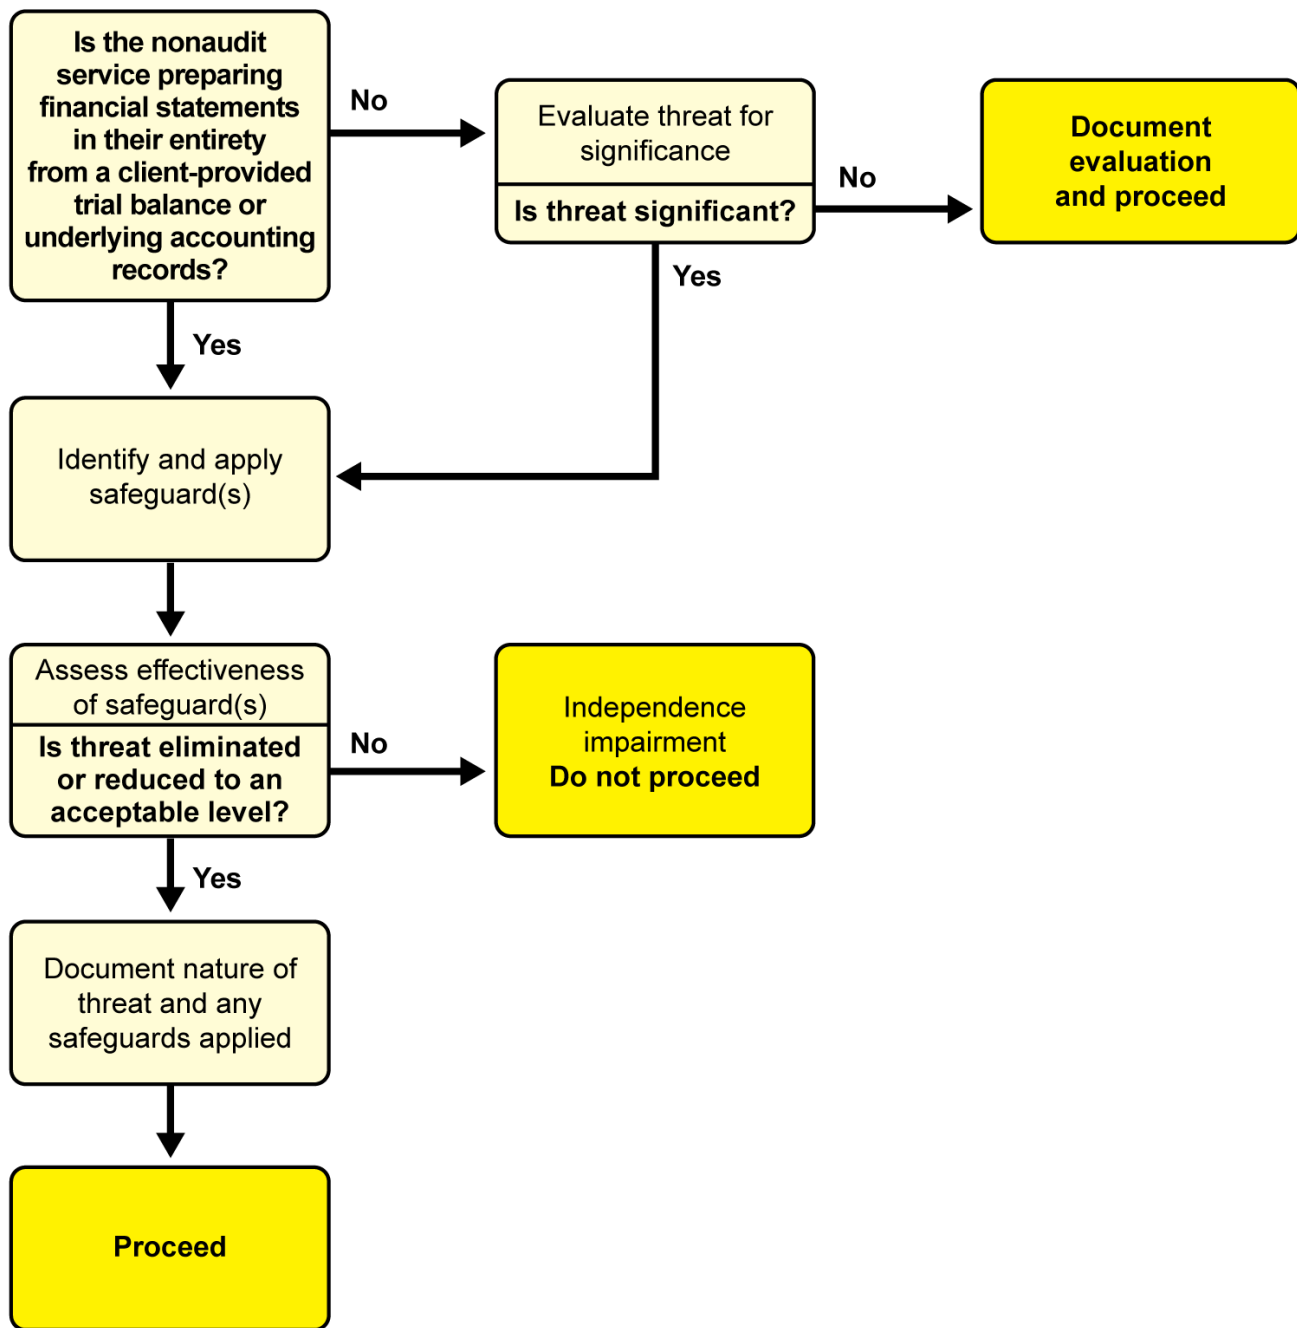 Is the nonaudit
service preparing
financial statements
in their entirety
from a client-provided
trial balance or
underlying accounting
records?
No
Evaluate threat for
significance
Is threat significant?
No
Document
evaluation
and proceed
Yes
Yes
Identify and apply
safeguard(s)
Assess effectiveness
of safeguard(s)
Is threat eliminated
or reduced to an
acceptable level?
No
Independence
impairment
Do not proceed
Yes
Document nature of
threat and any
safeguards applied
Proceed